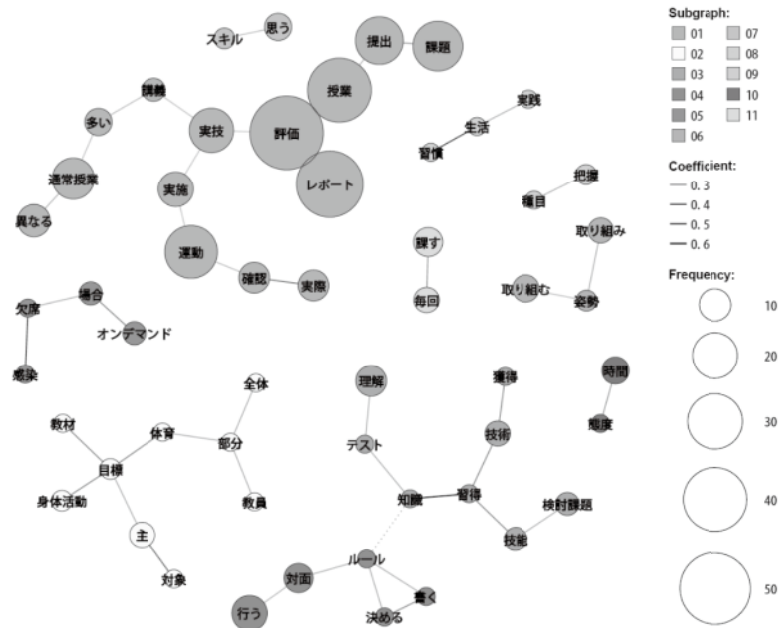 スキル
思う
提出
課題
講義
授業
多い
実技
評価
実践
生活
習慣
通常授業
実施
レポート
把握
種目
異なる
運動
課す
取り組み
確認
実際
毎回
取り組む
姿勢
欠席
場合
オンデマンド
感染
理解
獲得
時間
全体
教材
体育
部分
テスト
技術
態度
目標
身体活動
教員
知識
習得
検討課題
主
技能
対象
ルール
対面
書く
行う
決める
Subgraph:
01 07
02 08
03 09
04 10
05 11
06
Coefficient:
0.3
0.4
0.5
0.6
Frequency:
10
20
30
40
50